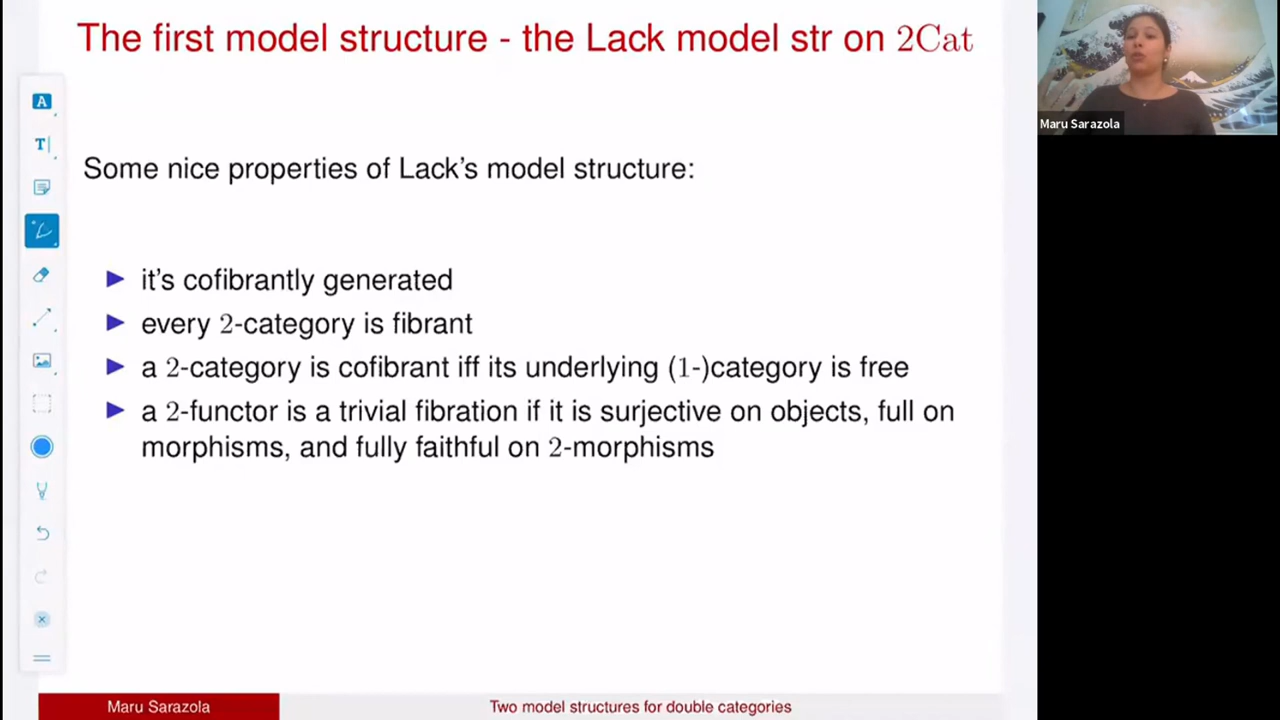 The first model structure - the Lack model str on 2Cat
Maru Sarazola
A
T
Some nice properties of Lack's model structure:
▶ it's cofibrantly generated
▶ every 2-category is fibrant
▶ a 2-category is cofibrant iff its underlying (1-)category is free
▶ a 2-functor is a trivial fibration if it is surjective on objects, full on
morphisms, and fully faithful on 2-morphisms
Maru Sarazola
Two model structures for double categories